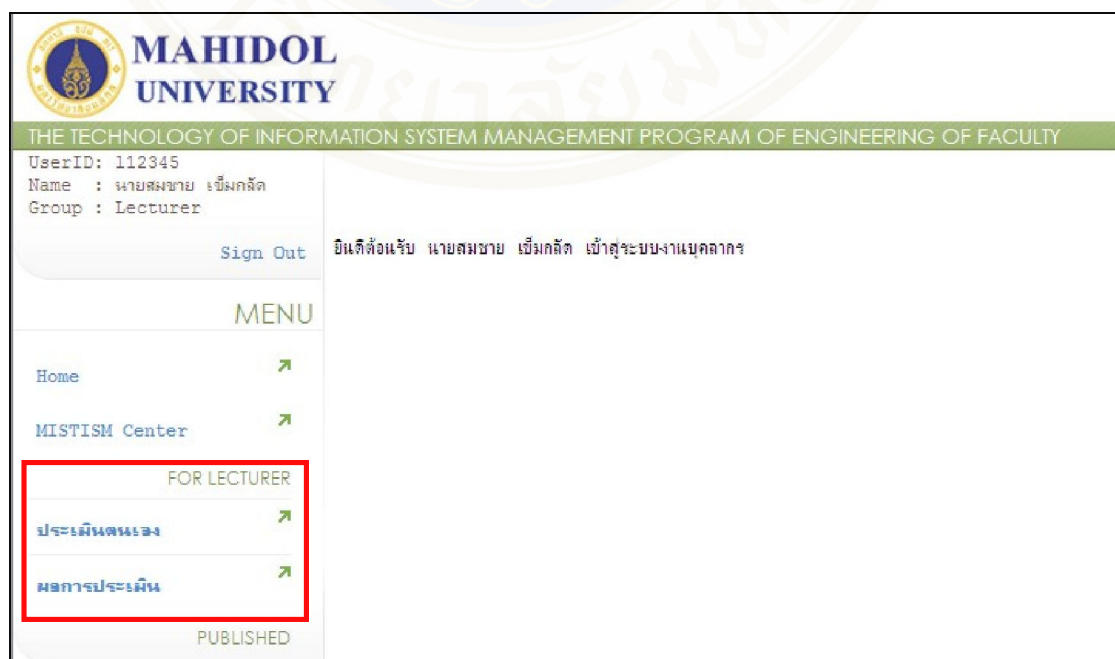 MAHIDOL
UNIVERSITY
THE TECHNOLOGY OF INFORMATION SYSTEM MANAGEMENT PROGRAM OF ENGINEERING OF FACULTY
UserID: 112345
Name : นายสมชาย เข็มกลัด
Group : Lecturer
Sign Out
ยินดีต้อนรับ นายสมชาย เข็มกลัด เข้าสู่ระบบงานบุคลากร
MENU
Home
MISTISM Center
FOR LECTURER
ประเมินตนเอง
ผลการประเมิน
PUBLISHED